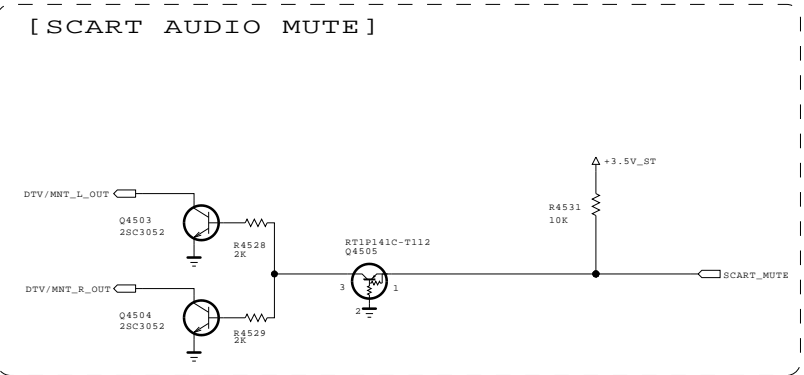 [SCART AUDIO MUTE]
+3.5V_ST
DTV/MNT_L_OUT
R4531
10K
Q4503
2SC3052
R4528
2K
RT1P141C-T112
Q4505
3
1
SCART_MUTE
DTV/MNT_R_OUT
2
Q4504
2SC3052
R4529
2K